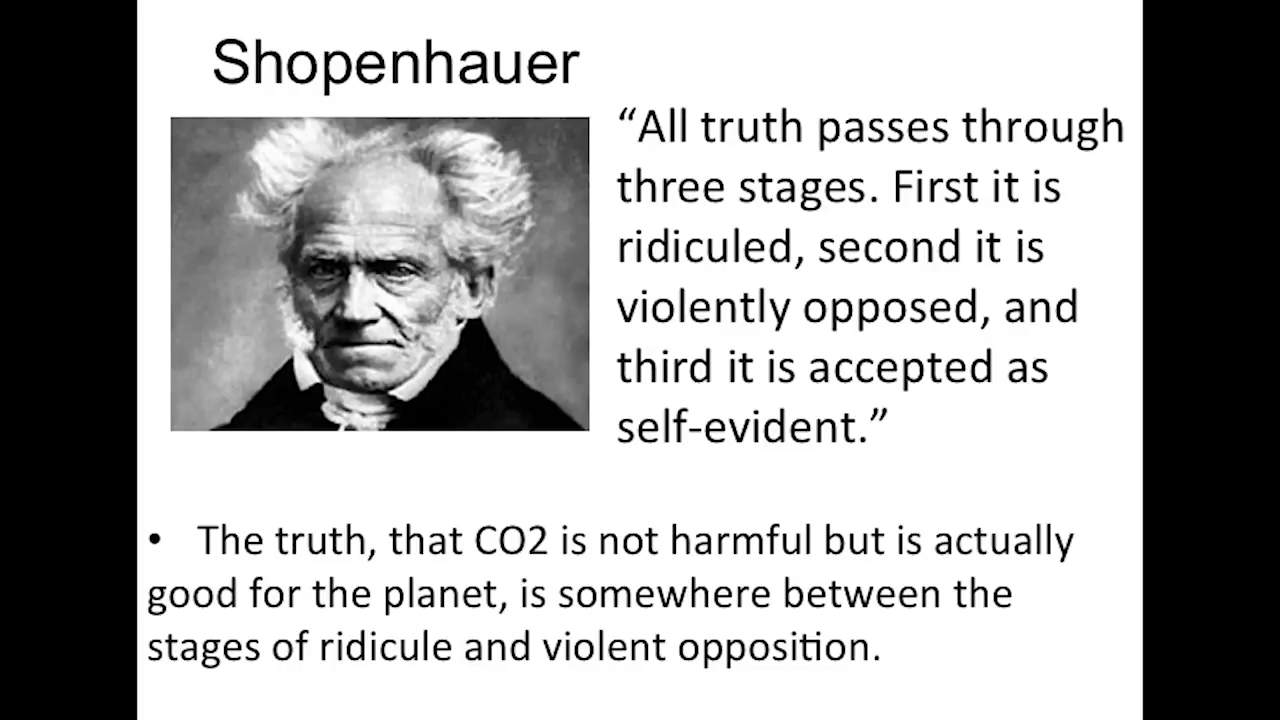 Shopenhauer
“All truth passes through
three stages. First it is
ridiculed, second it is
violently opposed, and
third it is accepted as
self-evident.”
• The truth, that CO2 is not harmful but is actually
good for the planet, is somewhere between the
stages of ridicule and violent opposition.